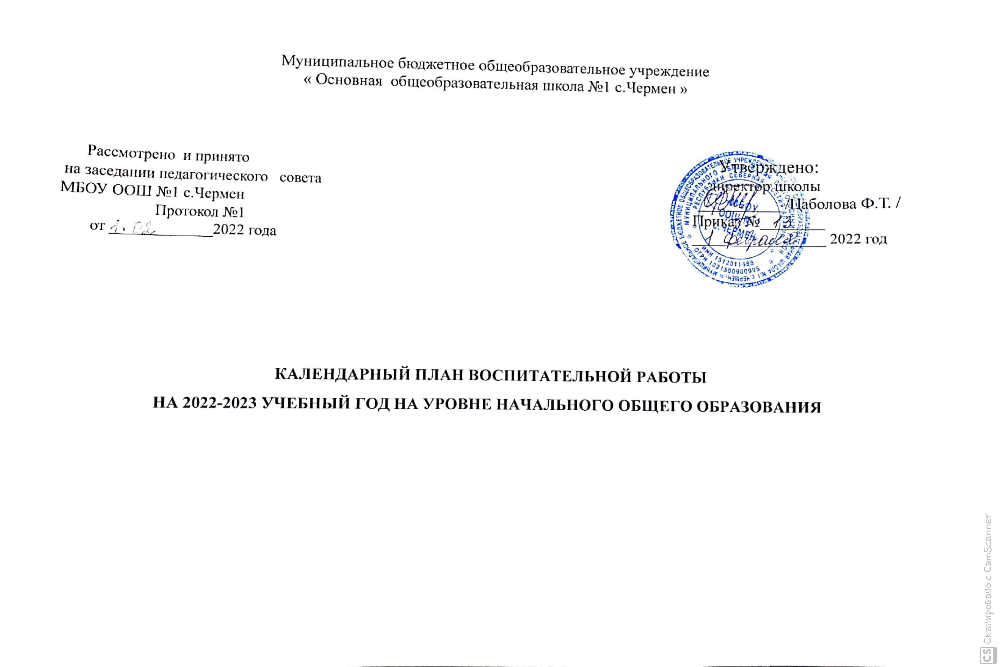 Муниципальное бюджетное общеобразовательное учреждение
« Основная общеобразовательная школа №1 с.Чермен »
Рассмотрено и принято
на заседании педагогического совета
МБОУ ООШ №1 с.Чермен
Протокол №1
от 1.02 2022 года
Утверждено:
директор школы
/Цаболова Ф.Т. /
Приказ № 13
1 февраля 2022 год
МБОУ
ООШ №1
с. ЧЕРМЕН
ИНН 1512011688
ОГРН 1021500980995
КАЛЕНДАРНЫЙ ПЛАН ВОСПИТАТЕЛЬНОЙ РАБОТЫ
НА 2022-2023 УЧЕБНЫЙ ГОД НА УРОВНЕ НАЧАЛЬНОГО ОБЩЕГО ОБРАЗОВАНИЯ
CS Сканировано с CamScanner